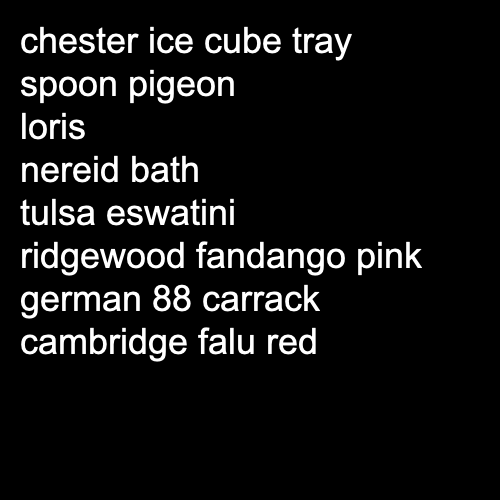 chester ice cube tray
spoon pigeon
loris
nereid bath
tulsa eswatini
ridgewood fandango pink
german 88 carrack
cambridge falu red